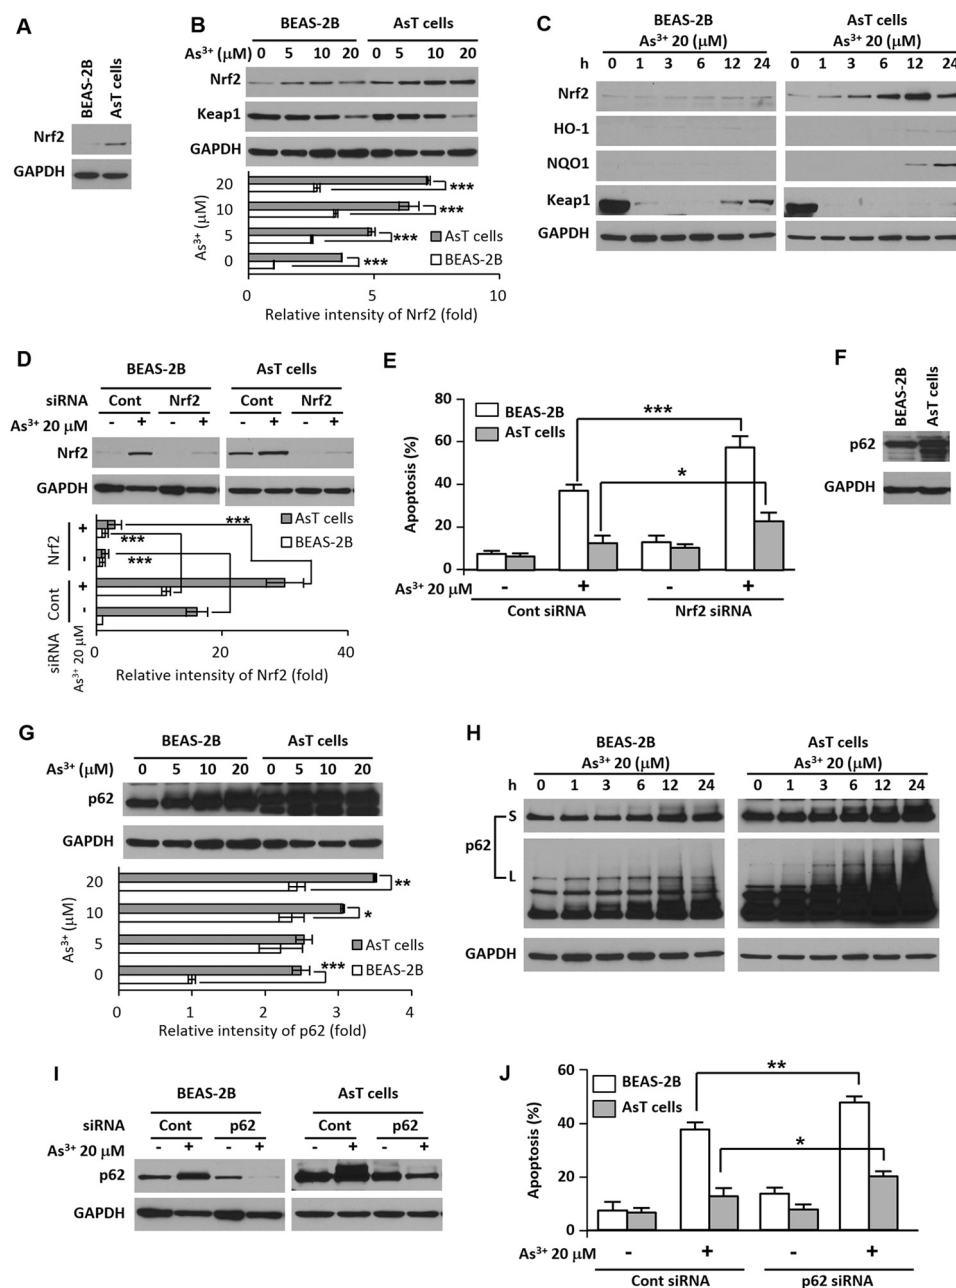 A
BEAS-2B
AsT cells
Nrf2
GAPDH
B
BEAS-2B AsT cells
As³⁺ (μM) 0 5 10 20 0 5 10 20
Nrf2
Keap1
GAPDH
As³⁺ (μM)
20 ***
10 ***
5 *** AsT cells
0 *** BEAS-2B
0 5 10
Relative intensity of Nrf2 (fold)
C
BEAS-2B AsT cells
As³⁺ 20 (μM) As³⁺ 20 (μM)
h 0 1 3 6 12 24 0 1 3 6 12 24
Nrf2
HO-1
NQO1
Keap1
GAPDH
D
BEAS-2B AsT cells
siRNA Cont Nrf2 Cont Nrf2
As³⁺ 20 μM - + - + - + - +
Nrf2
GAPDH
AsT cells
BEAS-2B
Nrf2 + *** ***
- ***
Cont +
-
siRNA
As³⁺ 20 μM
0 20 40
Relative intensity of Nrf2 (fold)
E
BEAS-2B
AsT cells
***
*
Apoptosis (%)
80
60
40
20
0
As³⁺ 20 μM - + - +
Cont siRNA Nrf2 siRNA
F
BEAS-2B
AsT cells
p62
GAPDH
G
BEAS-2B AsT cells
As³⁺ (μM) 0 5 10 20 0 5 10 20
p62
GAPDH
As³⁺ (μM)
20 **
10 *
5 AsT cells
0 *** BEAS-2B
0 1 2 3 4
Relative intensity of p62 (fold)
H
BEAS-2B AsT cells
As³⁺ 20 (μM) As³⁺ 20 (μM)
h 0 1 3 6 12 24 0 1 3 6 12 24
S
p62
L
GAPDH
I
BEAS-2B AsT cells
siRNA Cont p62 Cont p62
As³⁺ 20 μM - + - + - + - +
p62
GAPDH
J
BEAS-2B
AsT cells
**
*
Apoptosis (%)
60
40
20
0
As³⁺ 20 μM - + - +
Cont siRNA p62 siRNA